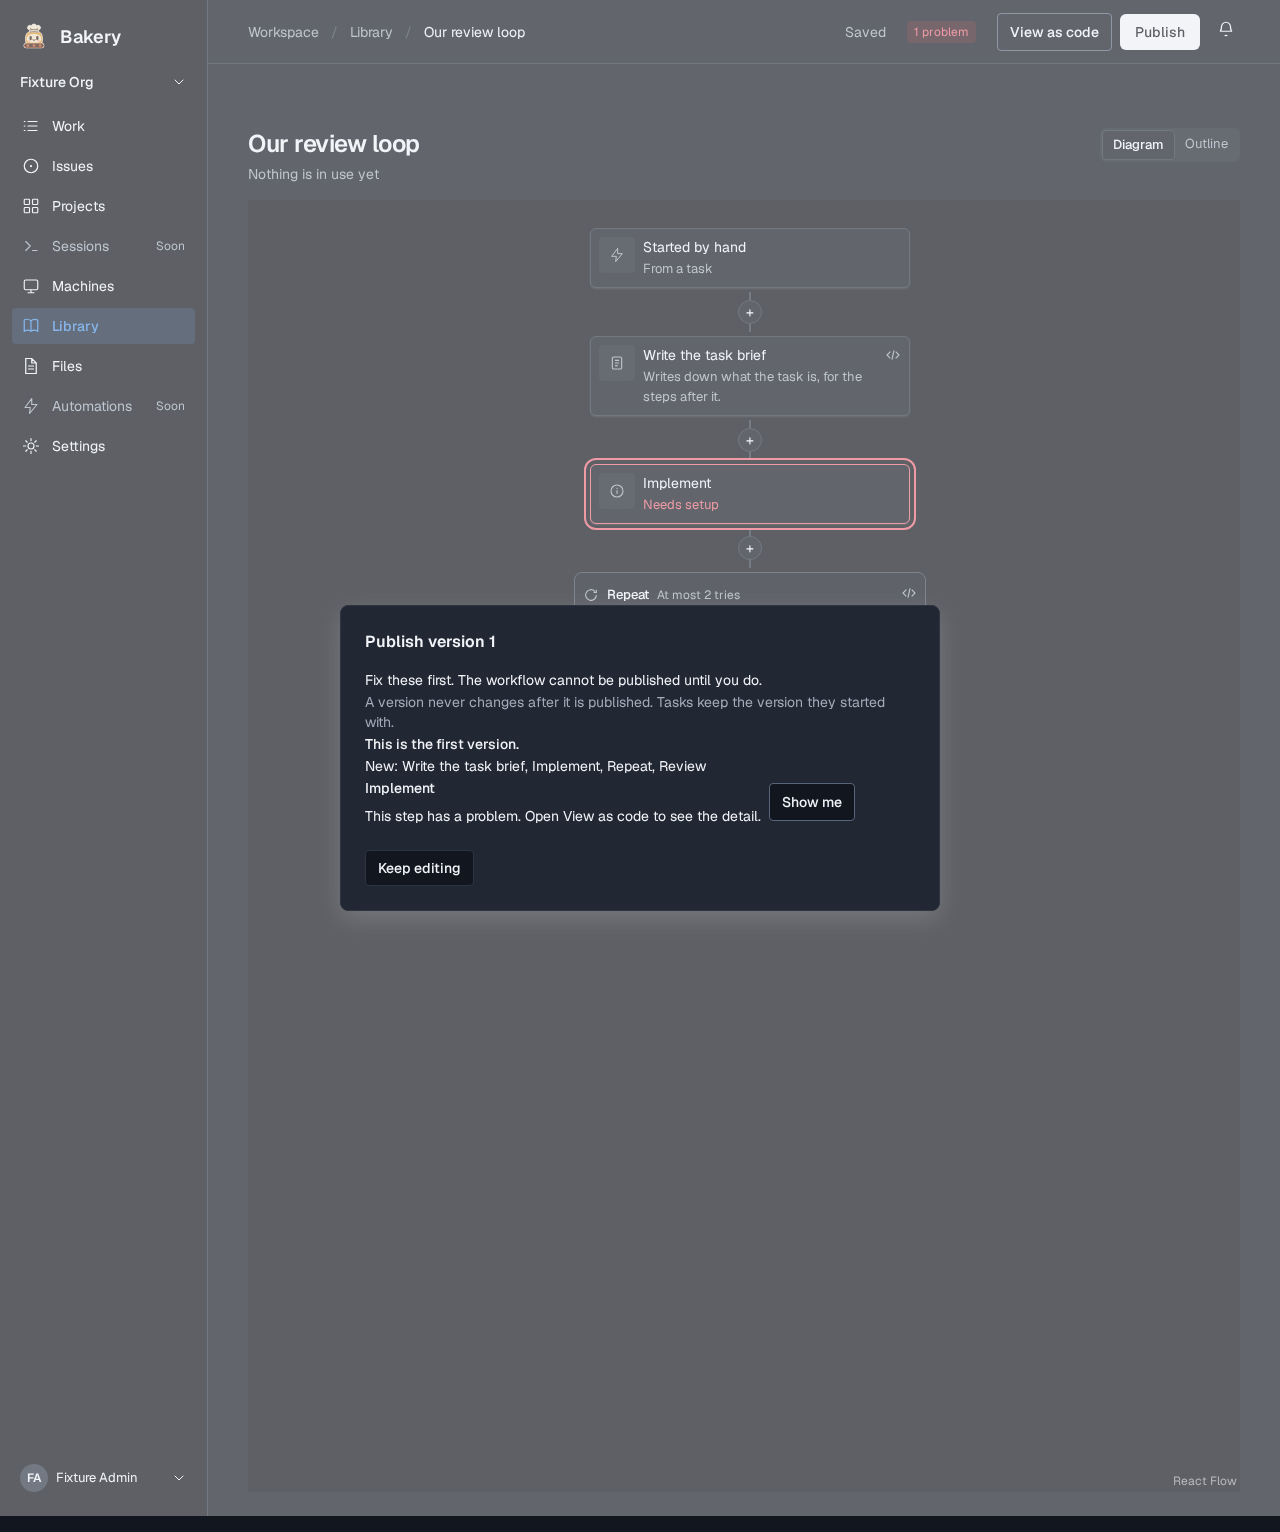 Bakery
Fixture Org
Work
Issues
Projects
Sessions Soon
Machines
Library
Files
Automations Soon
Settings
FA Fixture Admin
Workspace / Library / Our review loop
Saved
1 problem
View as code
Publish
Our review loop
Nothing is in use yet
Diagram
Outline
Started by hand
From a task
+
Write the task brief
Writes down what the task is, for the
steps after it.
+
Implement
Needs setup
+
Repeat At most 2 tries
Publish version 1
Fix these first. The workflow cannot be published until you do.
A version never changes after it is published. Tasks keep the version they started
with.
This is the first version.
New: Write the task brief, Implement, Repeat, Review
Implement
This step has a problem. Open View as code to see the detail.
Show me
Keep editing
React Flow